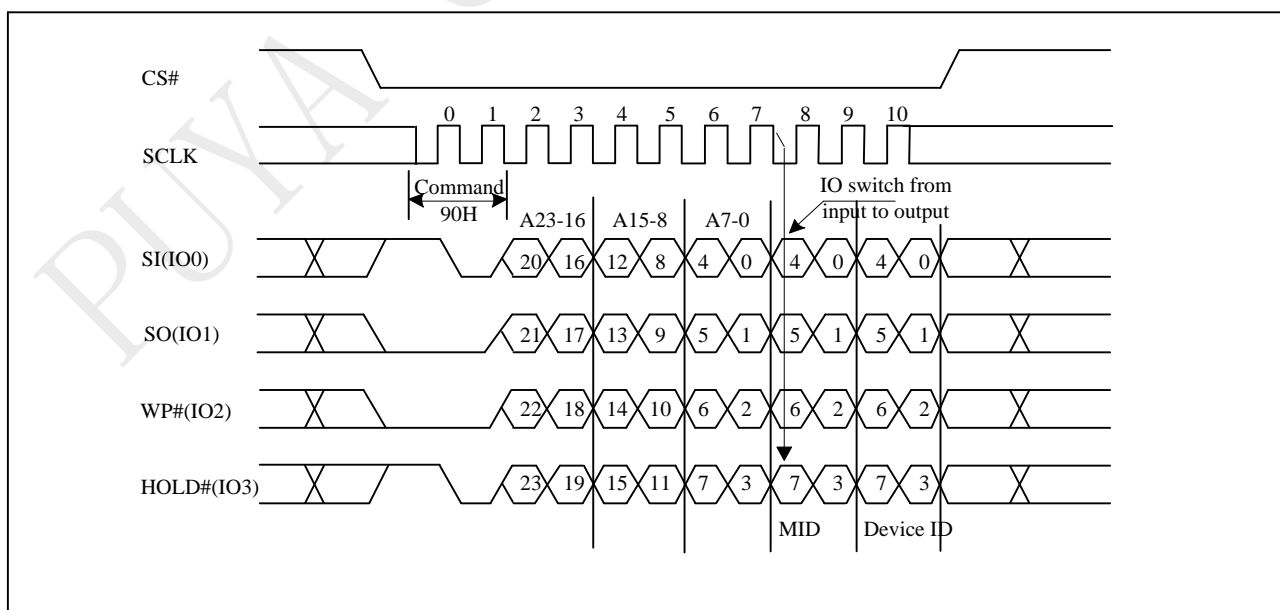 PUYA
CS#
0 1 2 3 4 5 6 7 8 9 10
SCLK
Command
90H
IO switch from
input to output
A23-16 A15-8 A7-0
SI(IO0) 20 16 12 8 4 0 4 0 4 0
SO(IO1) 21 17 13 9 5 1 5 1 5 1
WP#(IO2) 22 18 14 10 6 2 6 2 6 2
HOLD#(IO3) 23 19 15 11 7 3 7 3 7 3
MID Device ID